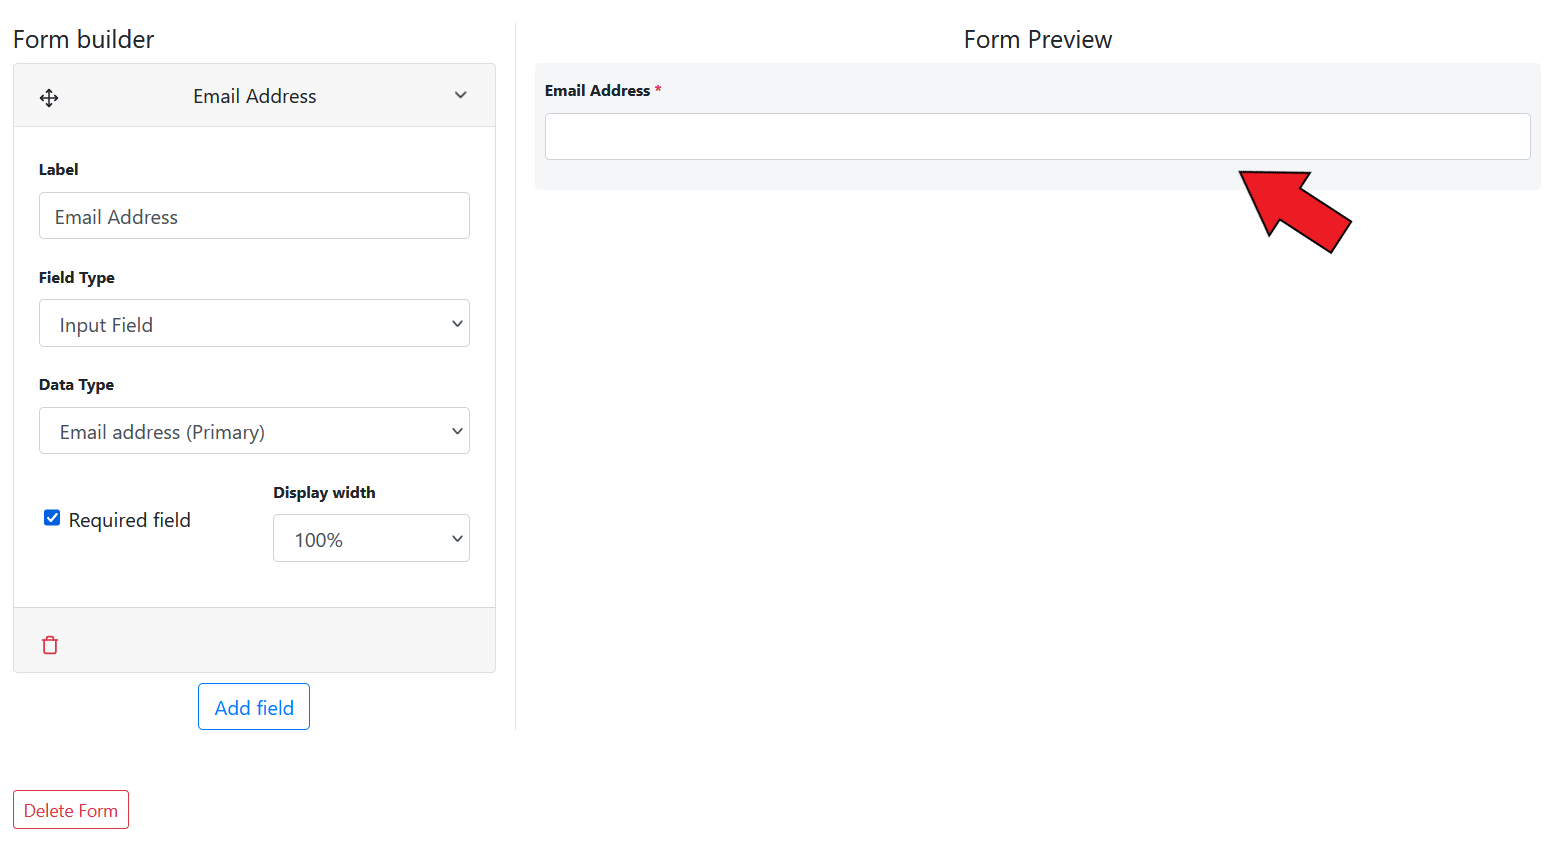 Form builder
Email Address
Label
Email Address
Field Type
Input Field
Data Type
Email address (Primary)
Required field
Display width
100%
Add field
Delete Form
Form Preview
Email Address *